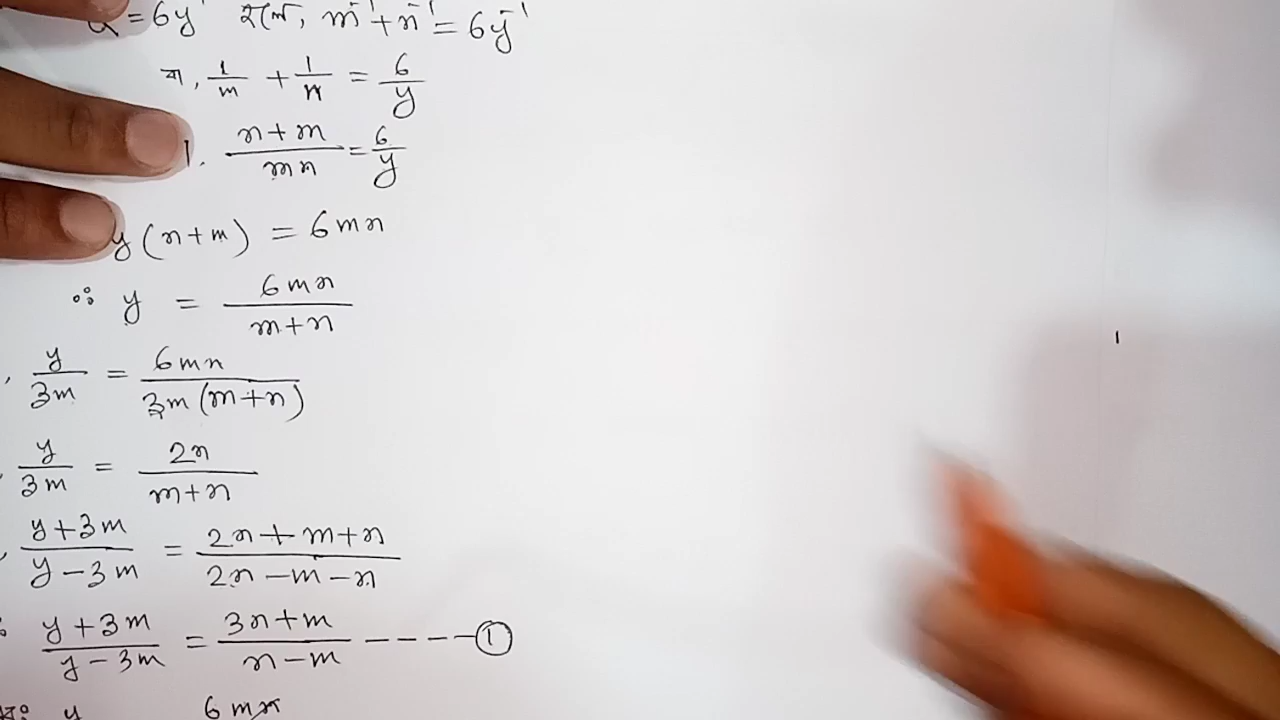 = 6y⁻¹ হলে, m⁻¹ + n⁻¹ = 6y⁻¹
বা, 1/m + 1/n = 6/y
(n+m)/(mn) = 6/y
y(n+m) = 6mn
∴ y = 6mn/(m+n)
, y/3m = 6mn/(3m(m+n))
y/3m = 2n/(m+n)
(y+3m)/(y-3m) = (2n+m+n)/(2n-m-n)
(y+3m)/(y-3m) = (3n+m)/(n-m) ----①
y 6mn